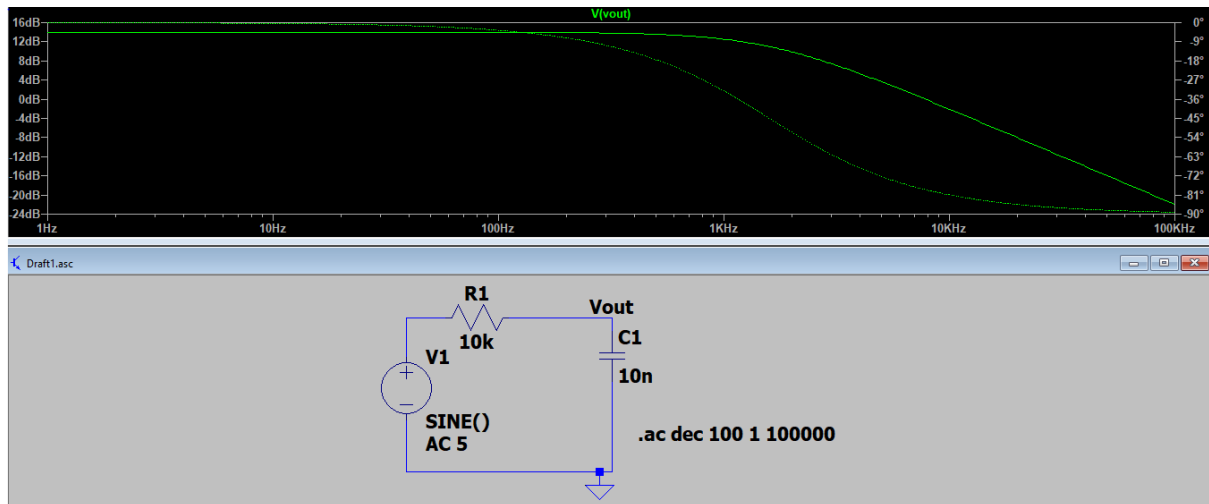 V(vout)
16dB 0°
12dB -9°
8dB -18°
4dB -27°
0dB -36°
-4dB -45°
-8dB -54°
-12dB -63°
-16dB -72°
-20dB -81°
-24dB -90°
1Hz 10Hz 100Hz 1KHz 10KHz 100KHz
Draft1.asc
R1
Vout
10k
C1
V1
10n
SINE()
AC 5
.ac dec 100 1 100000